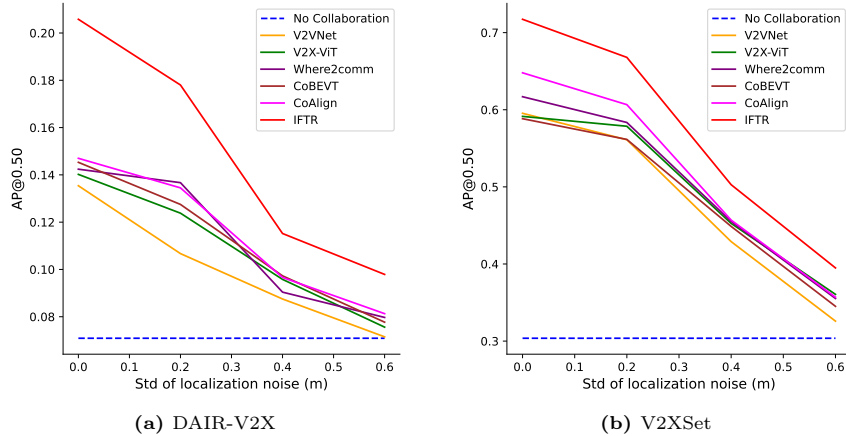 0.20
0.18
0.16
0.14
0.12
0.10
0.08
AP@0.50
No Collaboration
V2VNet
V2X-ViT
Where2comm
CoBEVT
CoAlign
IFTR
0.0 0.1 0.2 0.3 0.4 0.5 0.6
Std of localization noise (m)
(a) DAIR-V2X
0.7
0.6
0.5
0.4
0.3
AP@0.50
No Collaboration
V2VNet
V2X-ViT
Where2comm
CoBEVT
CoAlign
IFTR
0.0 0.1 0.2 0.3 0.4 0.5 0.6
Std of localization noise (m)
(b) V2XSet